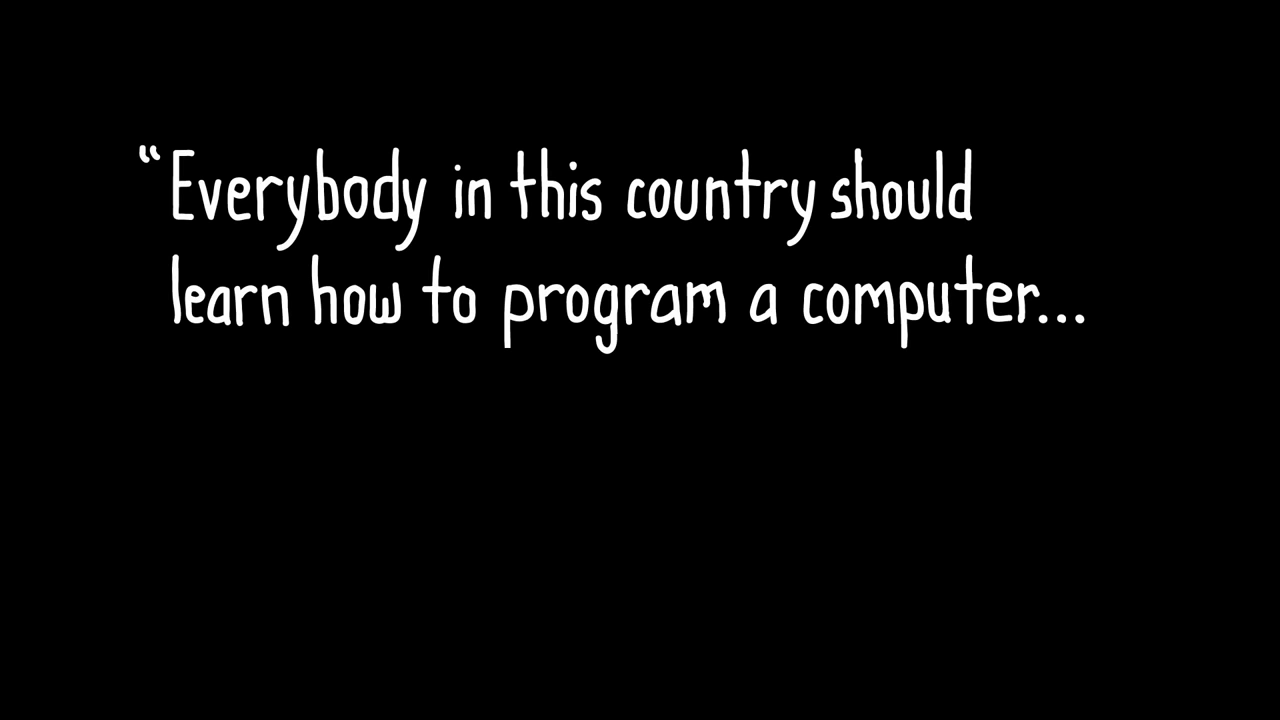 “Everybody in this country should
learn how to program a computer...